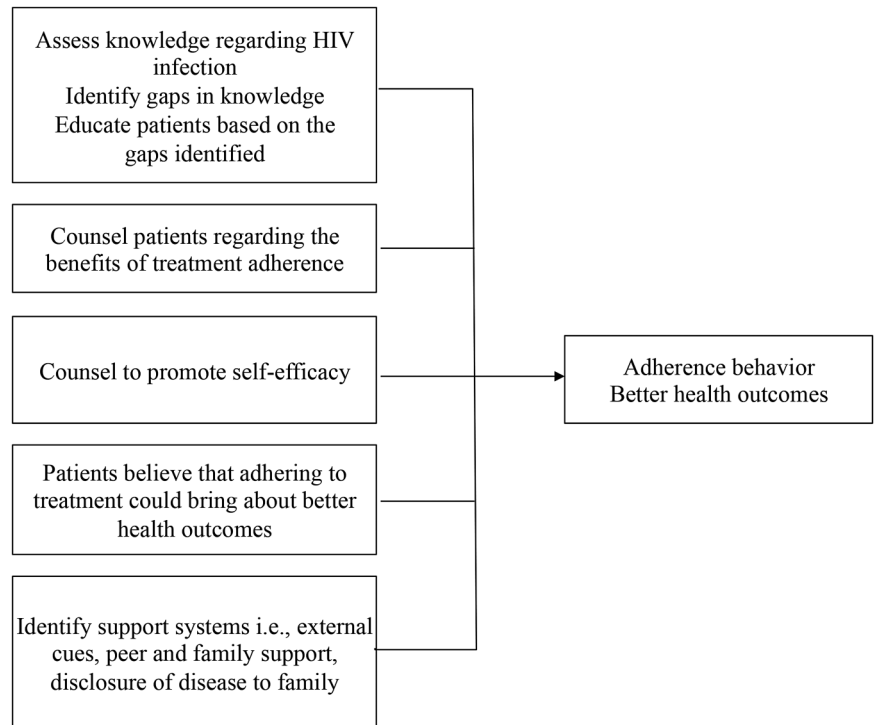 Assess knowledge regarding HIV
infection
Identify gaps in knowledge
Educate patients based on the
gaps identified
Counsel patients regarding the
benefits of treatment adherence
Counsel to promote self-efficacy
Patients believe that adhering to
treatment could bring about better
health outcomes
Identify support systems i.e., external
cues, peer and family support,
disclosure of disease to family
Adherence behavior
Better health outcomes